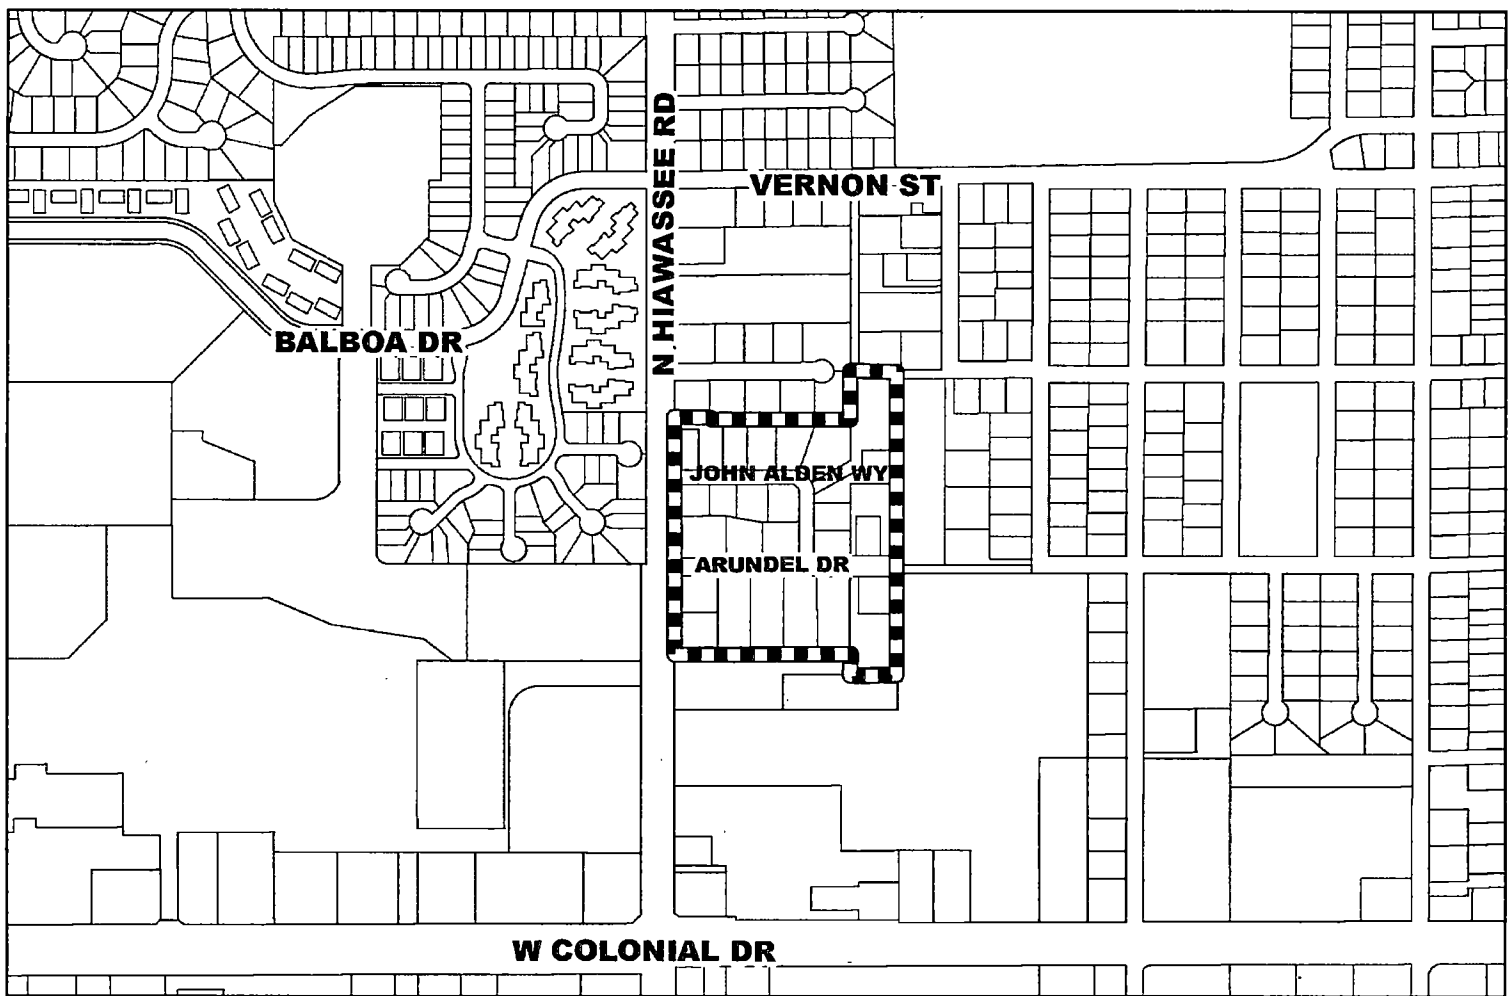 VERNON ST
N HIAWASSEE RD
BALBOA DR
JOHN ALDEN WY
ARUNDEL DR
W COLONIAL DR